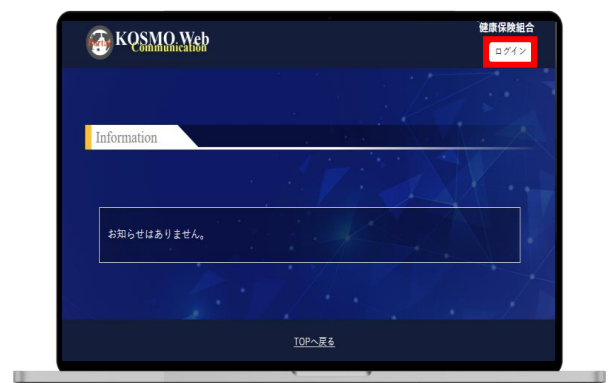 健康保険組合
KOSMO Web
Communication
Portal
ログイン
Information
お知らせはありません。
TOPへ戻る